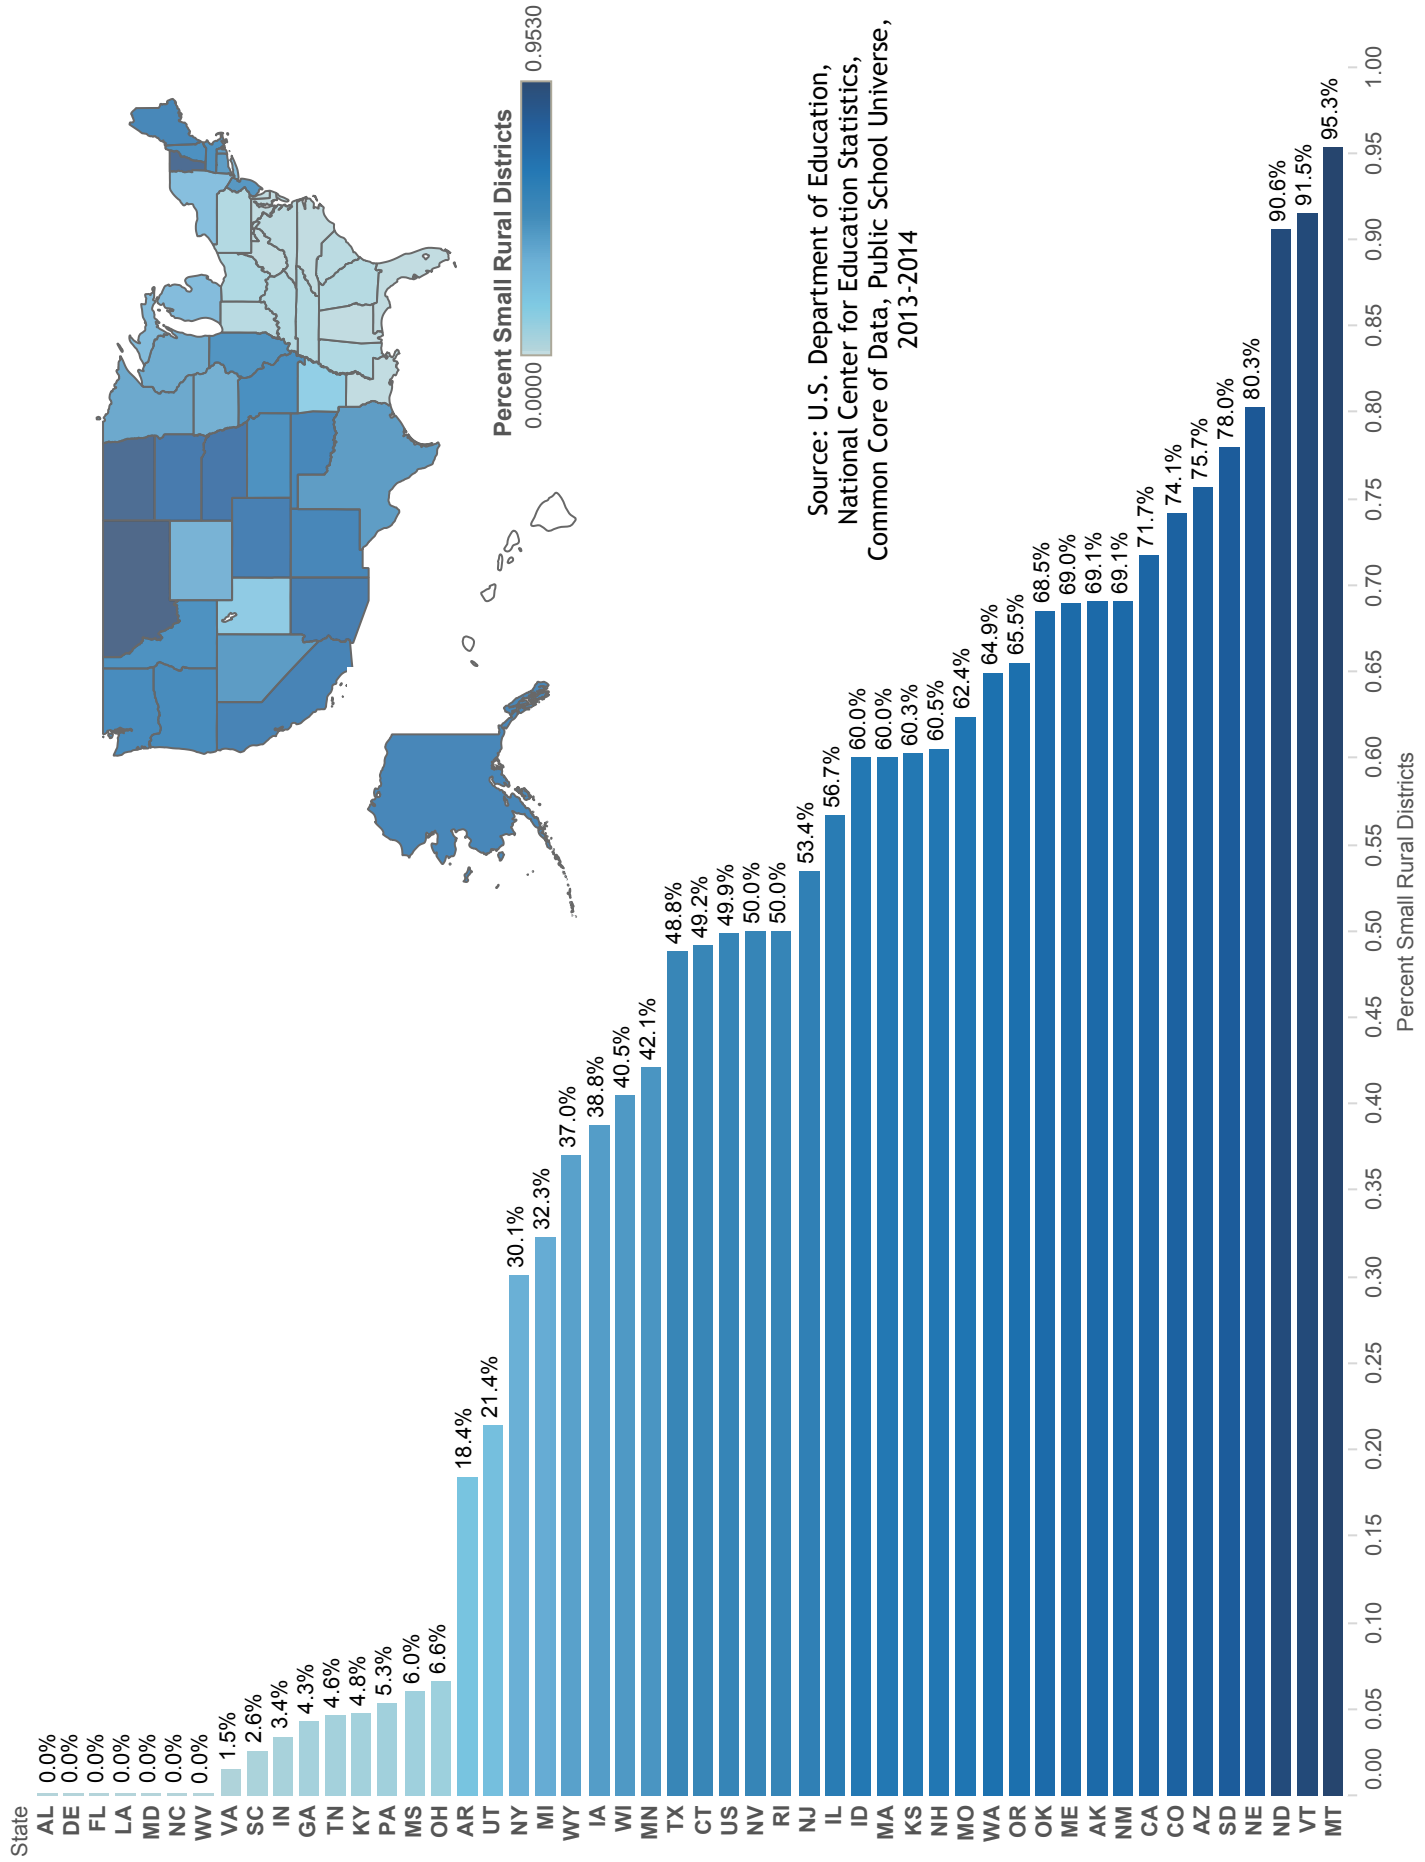 State
AL 0.0%
DE 0.0%
FL 0.0%
LA 0.0%
MD 0.0%
NC 0.0%
WV 0.0%
VA 1.5%
SC 2.6%
IN 3.4%
GA 4.3%
TN 4.6%
KY 4.8%
PA 5.3%
MS 6.0%
OH 6.6%
AR 18.4%
UT 21.4%
NY 30.1%
MI 32.3%
WY 37.0%
IA 38.8%
WI 40.5%
MN 42.1%
TX 48.8%
CT 49.2%
US 49.9%
NV 50.0%
RI 50.0%
NJ 53.4%
IL 56.7%
ID 60.0%
MA 60.0%
KS 60.3%
NH 60.5%
MO 62.4%
WA 64.9%
OR 65.5%
OK 68.5%
ME 69.0%
AK 69.1%
NM 69.1%
CA 71.7%
CO 74.1%
AZ 75.7%
SD 78.0%
NE 80.3%
ND 90.6%
VT 91.5%
MT 95.3%
0.00 0.05 0.10 0.15 0.20 0.25 0.30 0.35 0.40 0.45 0.50 0.55 0.60 0.65 0.70 0.75 0.80 0.85 0.90 0.95 1.00
Percent Small Rural Districts
Percent Small Rural Districts
0.0000 0.9530
Source: U.S. Department of Education,
National Center for Education Statistics,
Common Core of Data, Public School Universe,
2013-2014